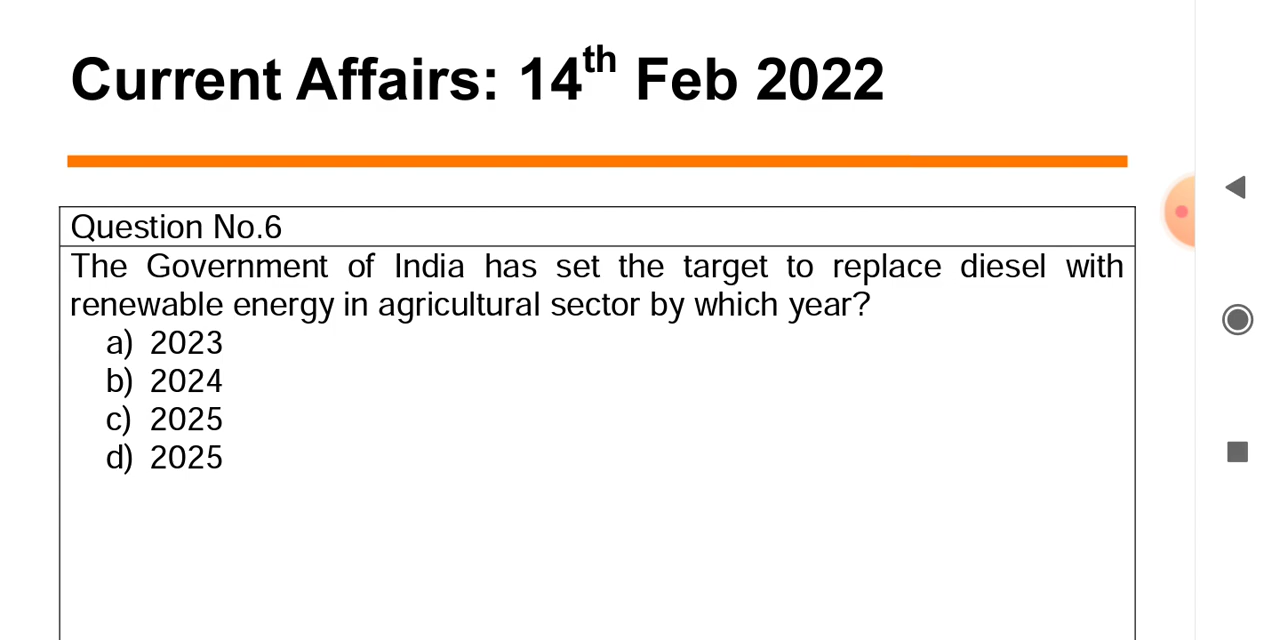 Current Affairs: 14th Feb 2022
Question No.6
The Government of India has set the target to replace diesel with
renewable energy in agricultural sector by which year?
a) 2023
b) 2024
c) 2025
d) 2025